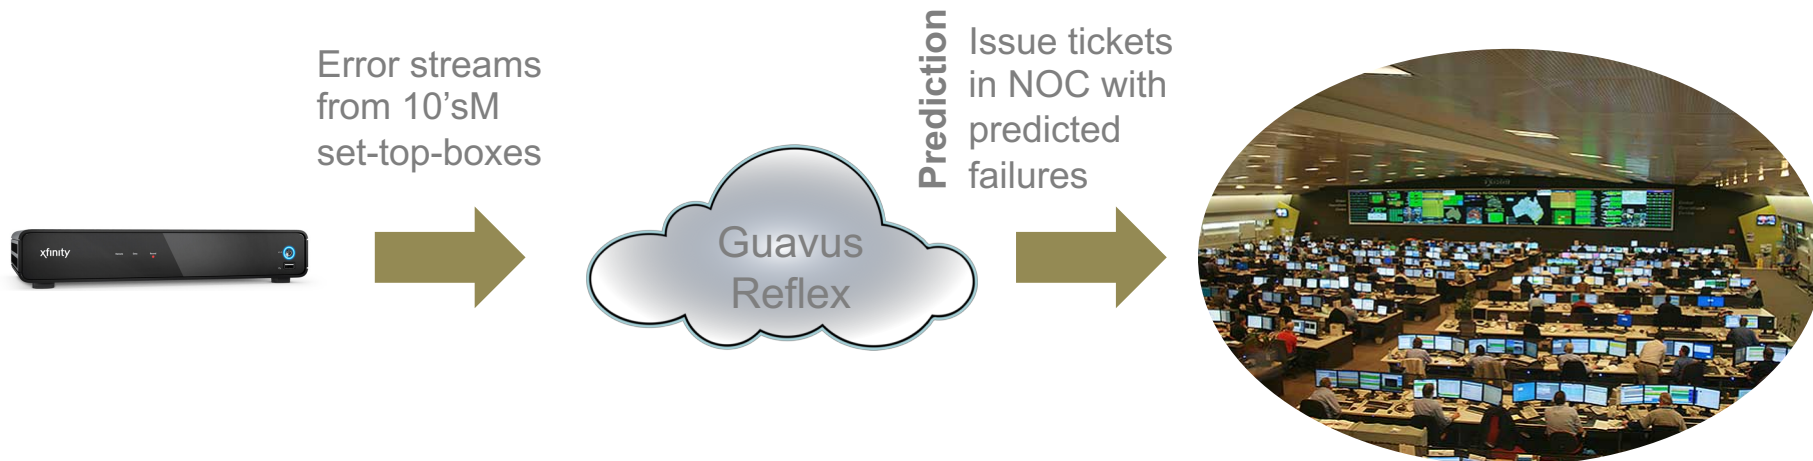 xfinity
Error streams
from 10’sM
set-top-boxes
Guavus
Reflex
Prediction
Issue tickets
in NOC with
predicted
failures